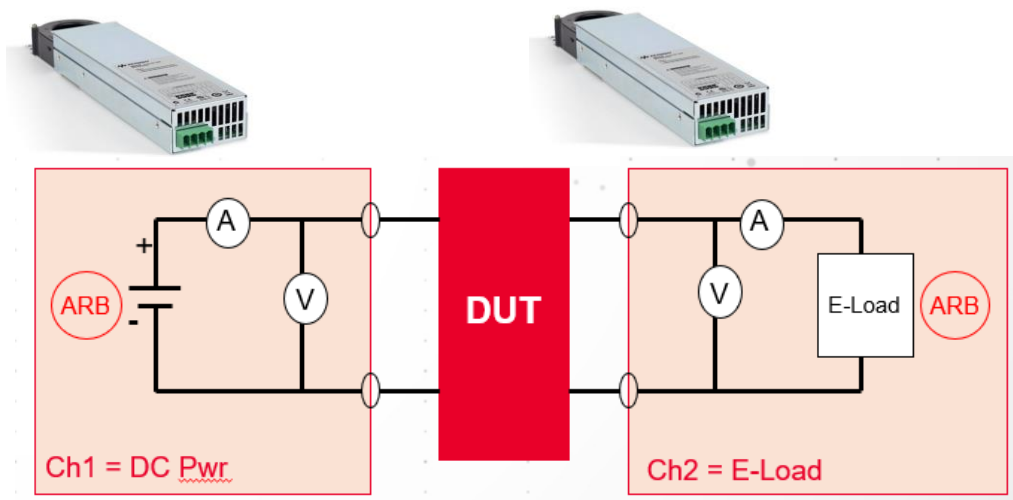 A
+
V
ARB
-
Ch1 = DC Pwr
DUT
A
V
E-Load
ARB
Ch2 = E-Load